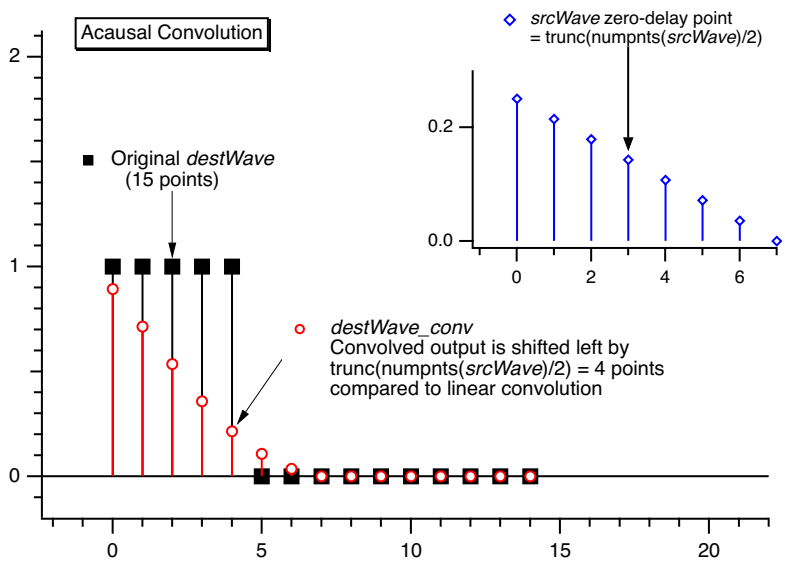 Acausal Convolution
srcWave zero-delay point
= trunc(numpnts(srcWave)/2)
Original destWave
(15 points)
destWave_conv
Convolved output is shifted left by
trunc(numpnts(srcWave)/2) = 4 points
compared to linear convolution
2
1
0
0 5 10 15 20
0.2
0.0
0 2 4 6